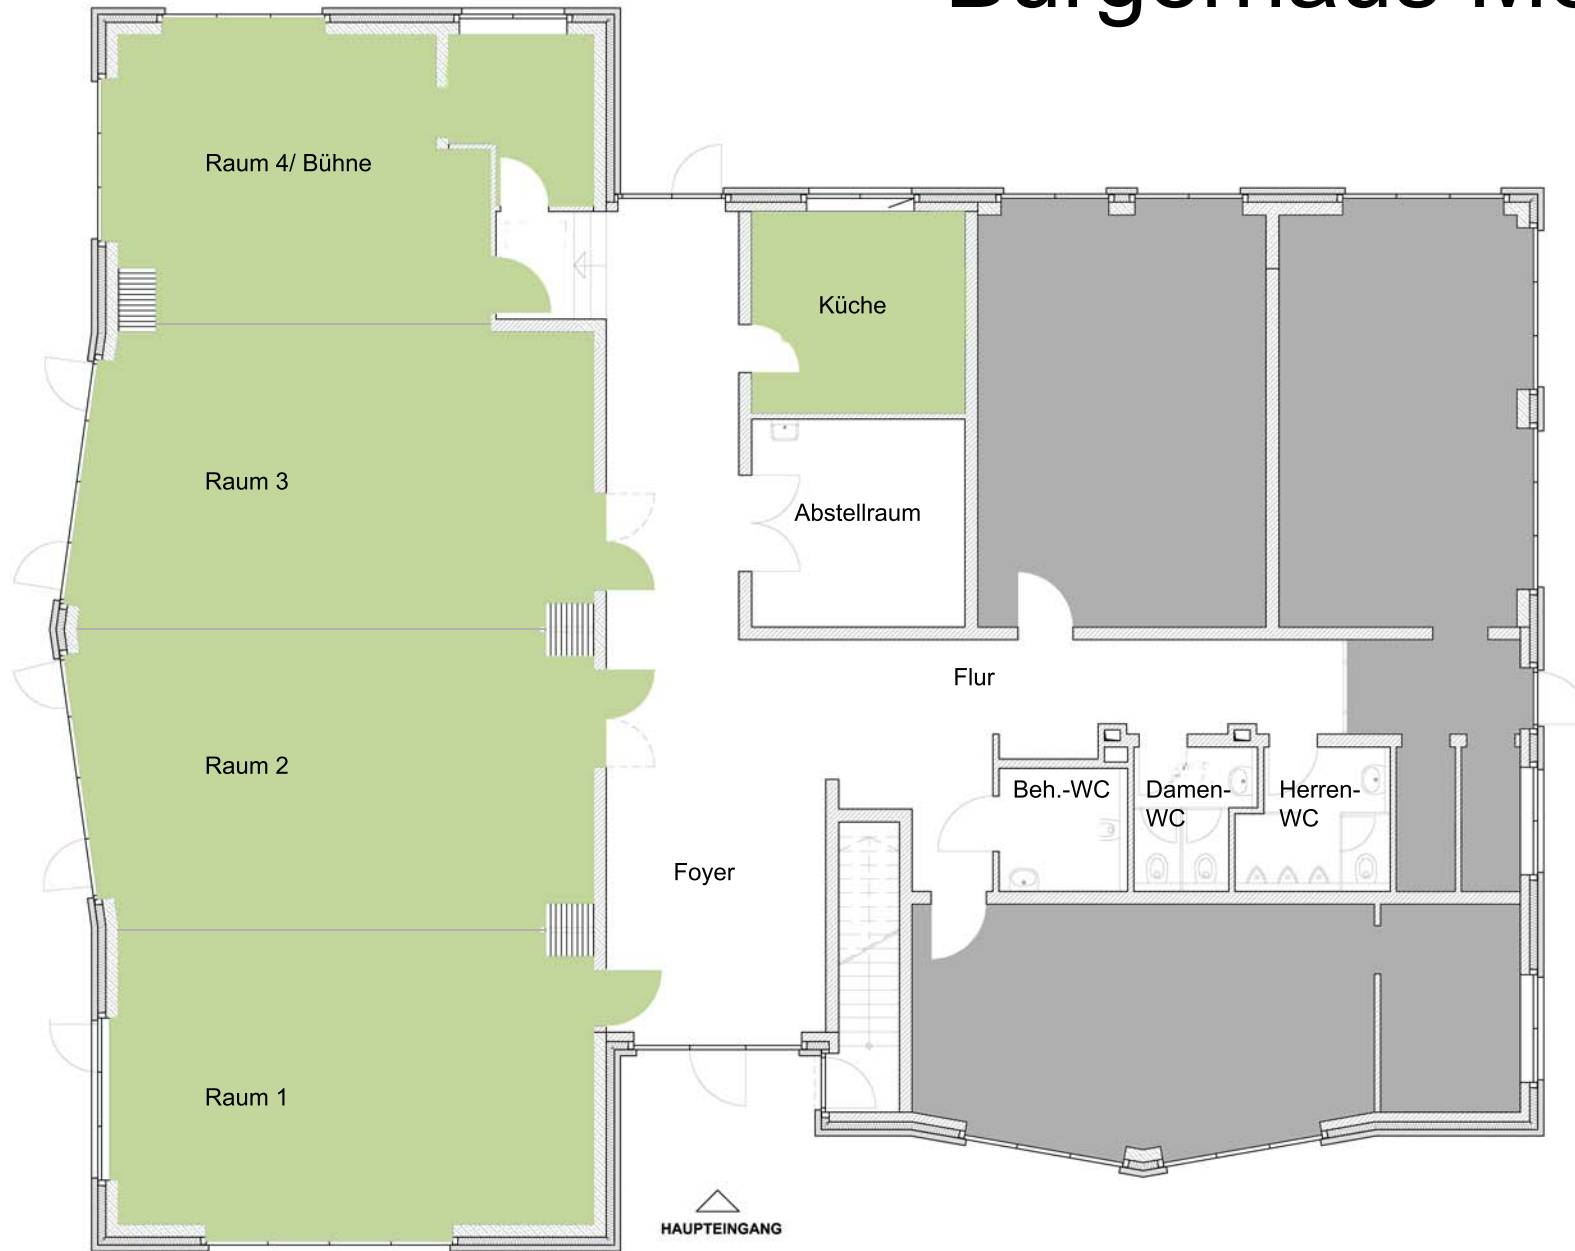 Raum 4/ Bühne
Küche
Raum 3
Abstellraum
Flur
Raum 2
Beh.-WC
Damen-
WC
Herren-
WC
Foyer
Raum 1
HAUPTEINGANG